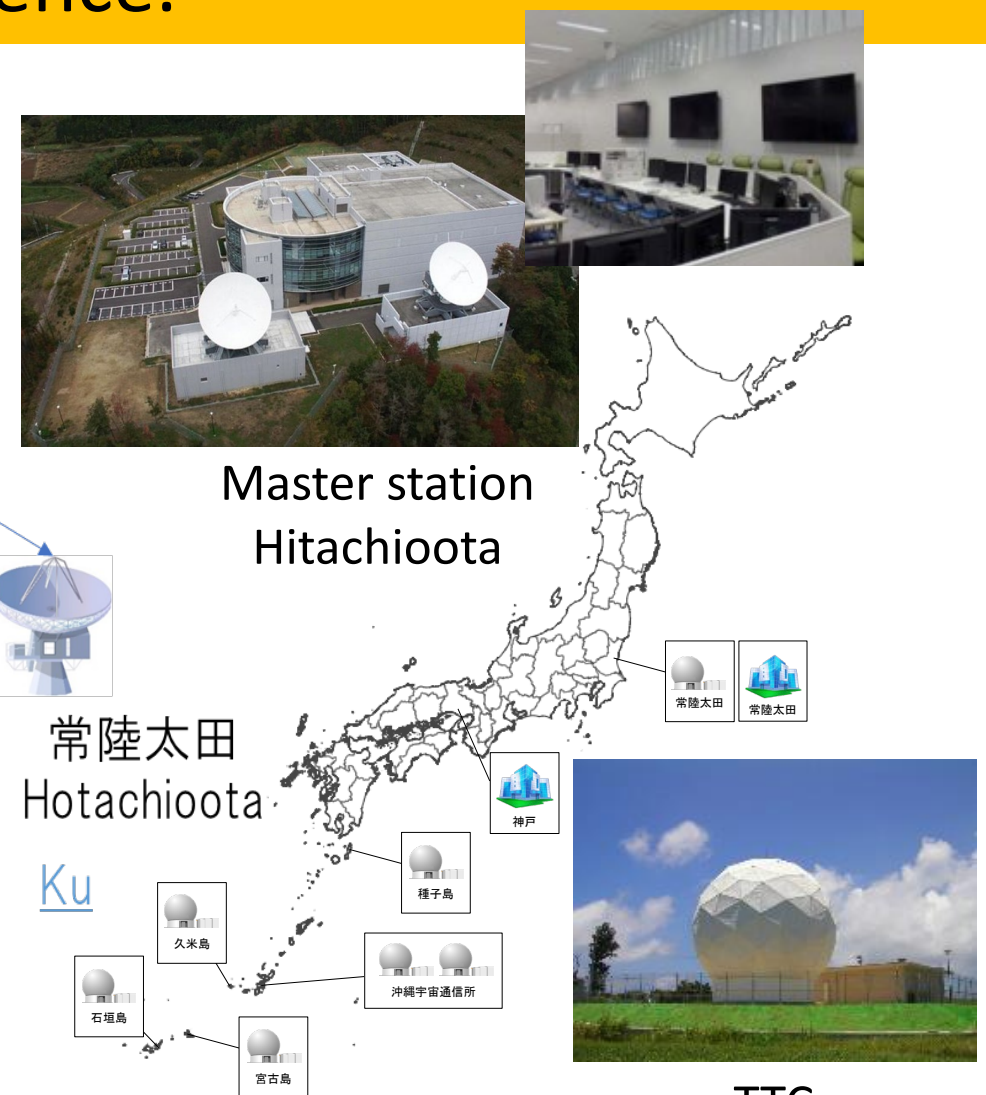 Master station
Hitachioota
常陸太田
Hotachioota
Ku
常陸太田
常陸太田
神戸
種子島
久米島
沖縄宇宙通信所
石垣島
宮古島